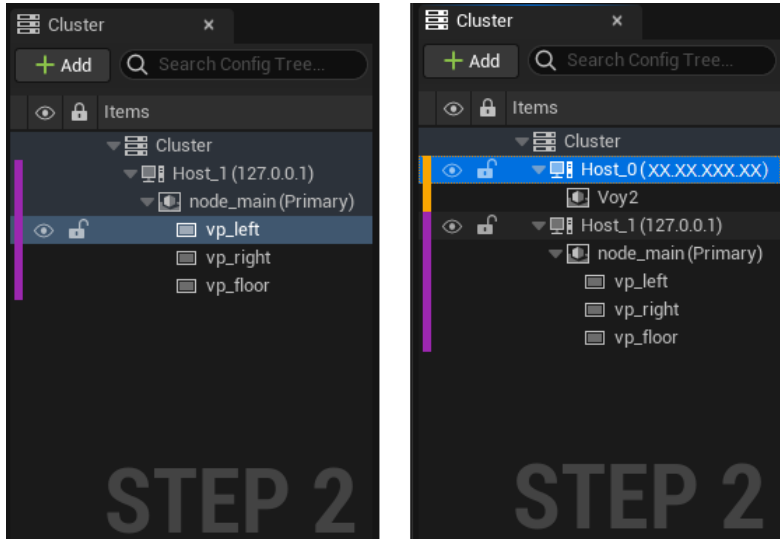 Cluster ×
Add Search Config Tree...
Items
Cluster
Host_1 (127.0.0.1)
node_main (Primary)
vp_left
vp_right
vp_floor
STEP 2
Cluster ×
Add Search Config Tree...
Items
Cluster
Host_0 (XX.XX.XXX.XX)
Voy2
Host_1 (127.0.0.1)
node_main (Primary)
vp_left
vp_right
vp_floor
STEP 2